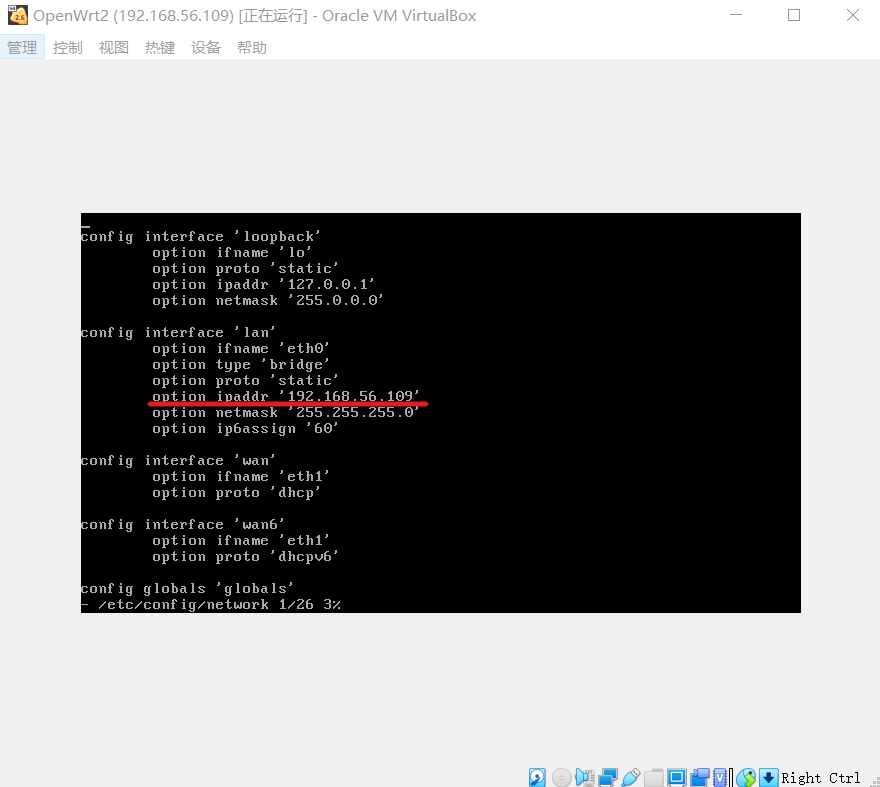 OpenWrt2 (192.168.56.109) [正在运行] - Oracle VM VirtualBox
管理 控制 视图 热键 设备 帮助
config interface 'loopback'
option ifname 'lo'
option proto 'static'
option ipaddr '127.0.0.1'
option netmask '255.0.0.0'
config interface 'lan'
option ifname 'eth0'
option type 'bridge'
option proto 'static'
option ipaddr '192.168.56.109'
option netmask '255.255.255.0'
option ip6assign '60'
config interface 'wan'
option ifname 'eth1'
option proto 'dhcp'
config interface 'wan6'
option ifname 'eth1'
option proto 'dhcpv6'
config globals 'globals'
- /etc/config/network 1/26 3%
Right Ctrl